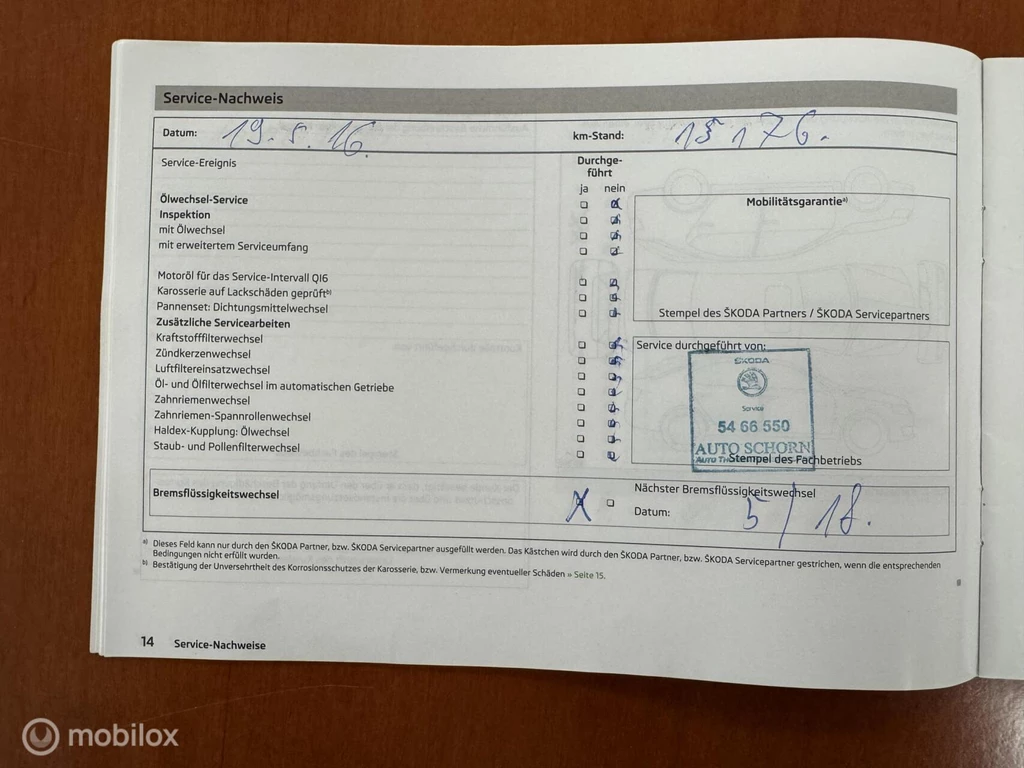 Service-Nachweis
Datum: 19.5.16. km-Stand: 15176.
Service-Ereignis Durchge-
führt
ja nein
Ölwechsel-Service Mobilitätsgarantieᵃ⁾
Inspektion
mit Ölwechsel
mit erweitertem Serviceumfang
Motoröl für das Service-Intervall QI6
Karosserie auf Lackschäden geprüftᵇ⁾
Pannenset: Dichtungsmittelwechsel Stempel des ŠKODA Partners / ŠKODA Servicepartners
Zusätzliche Servicearbeiten
Kraftstofffilterwechsel Service durchgeführt von:
Zündkerzenwechsel ŠKODA
Luftfiltereinsatzwechsel
Öl- und Ölfilterwechsel im automatischen Getriebe
Zahnriemenwechsel Service
Zahnriemen-Spannrollenwechsel 54 66 550
Haldex-Kupplung: Ölwechsel AUTO SCHORN
Staub- und Pollenfilterwechsel AUTO Stempel des Fachbetriebs
Bremsflüssigkeitswechsel X Nächster Bremsflüssigkeitswechsel
Datum: 5/18.
ᵃ⁾ Dieses Feld kann nur durch den ŠKODA Partner, bzw. ŠKODA Servicepartner ausgefüllt werden. Das Kästchen wird durch den ŠKODA Partner, bzw. ŠKODA Servicepartner gestrichen, wenn die entsprechenden
Bedingungen nicht erfüllt wurden.
ᵇ⁾ Bestätigung der Unversehrtheit des Korrosionsschutzes der Karosserie, bzw. Vermerkung eventueller Schäden » Seite 15.
14 Service-Nachweise
mobilox